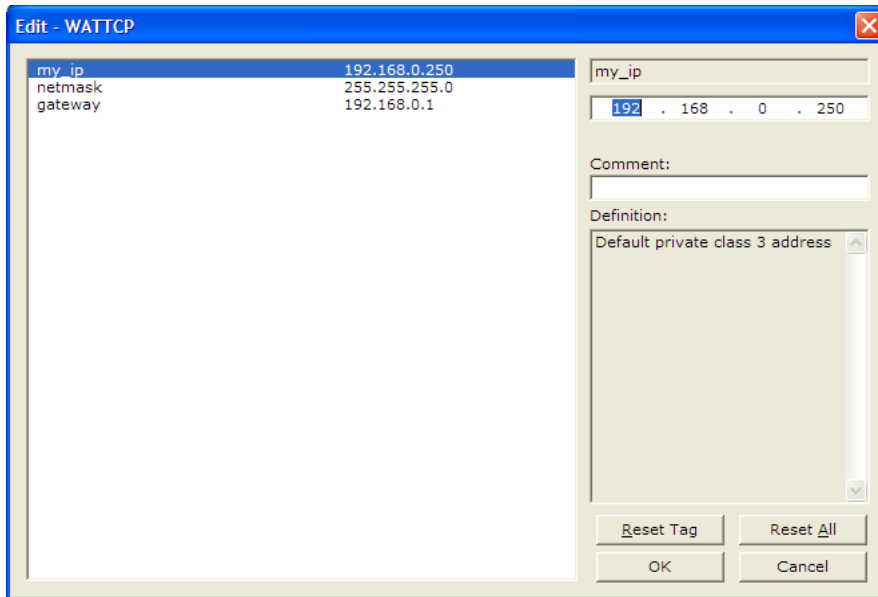 Edit - WATTCP
my_ip 192.168.0.250
netmask 255.255.255.0
gateway 192.168.0.1
my_ip
192 . 168 . 0 . 250
Comment:
Definition:
Default private class 3 address
Reset Tag Reset All
OK Cancel